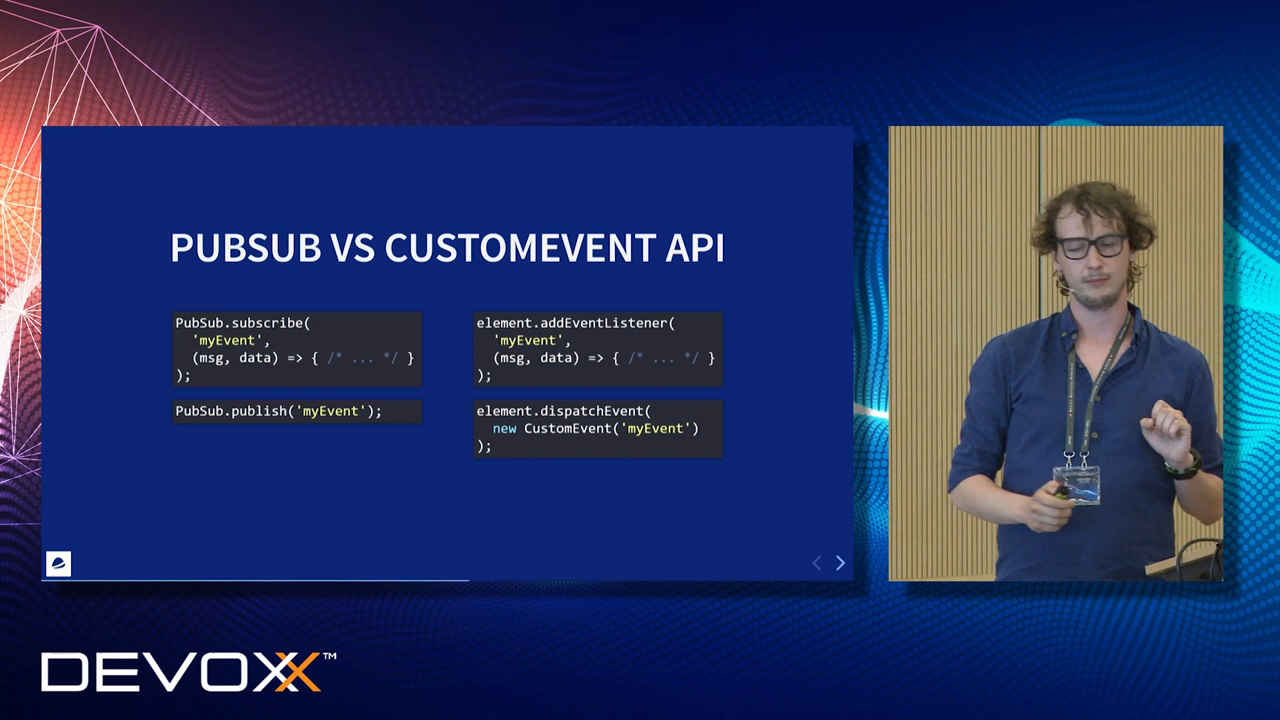 PUBSUB VS CUSTOMEVENT API
PubSub.subscribe(
  'myEvent',
  (msg, data) => { /* ... */ }
);
PubSub.publish('myEvent');
element.addEventListener(
  'myEvent',
  (msg, data) => { /* ... */ }
);
element.dispatchEvent(
  new CustomEvent('myEvent')
);
DEVOXX™